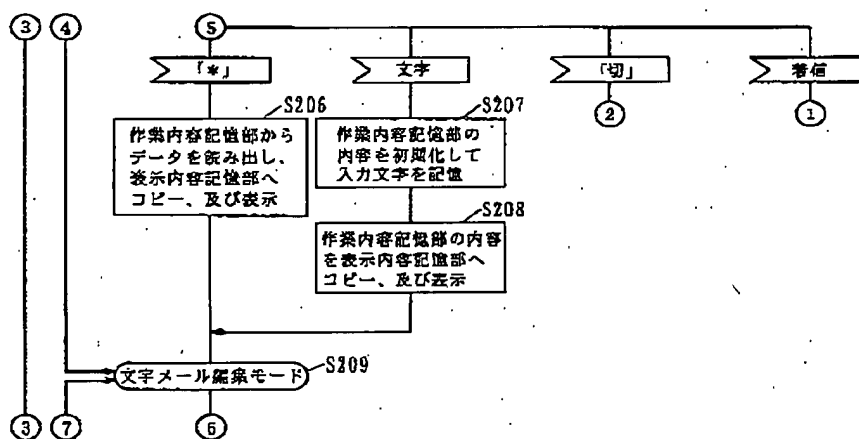 ③ ④ ⑤
「*」 文字 「切」 着信
② ①
S206 S207
作業内容記憶部から
データを読み出し、
表示内容記憶部へ
コピー、及び表示
作業内容記憶部の
内容を初期化して
入力文字を記憶
S208
作業内容記憶部の内容
を表示内容記憶部へ
コピー、及び表示
S209
文字メール編集モード
③ ⑦ ⑥